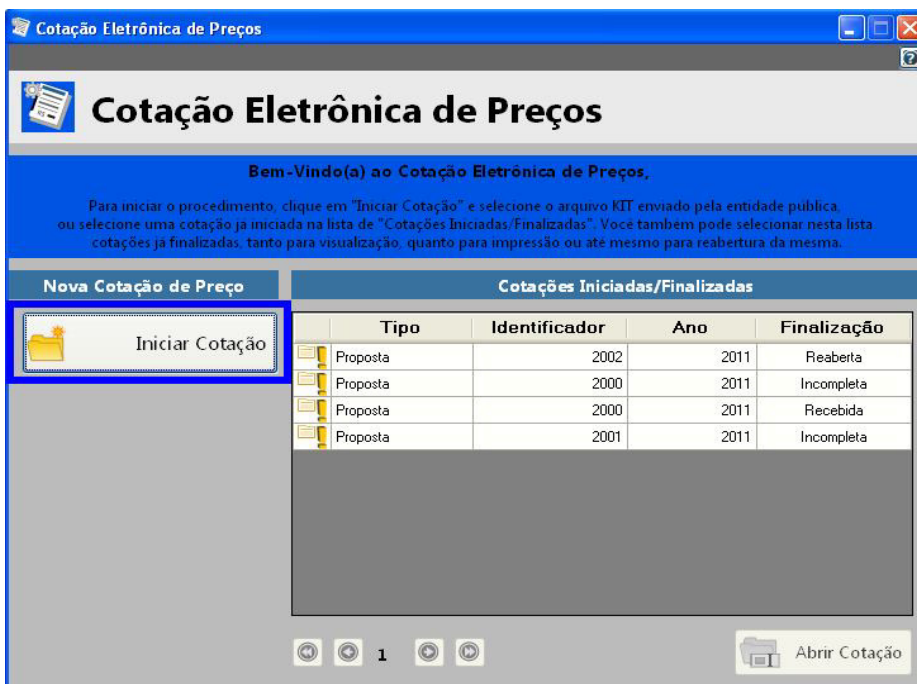 Cotação Eletrônica de Preços
Cotação Eletrônica de Preços
Bem-Vindo(a) ao Cotação Eletrônica de Preços,
Para iniciar o procedimento, clique em "Iniciar Cotação" e selecione o arquivo KIT enviado pela entidade pública,
ou selecione uma cotação já iniciada na lista de "Cotações Iniciadas/Finalizadas". Você também pode selecionar nesta lista
cotações já finalizadas, tanto para visualização, quanto para impressão ou até mesmo para reabertura da mesma.
Nova Cotação de Preço
Cotações Iniciadas/Finalizadas
Iniciar Cotação
Tipo Identificador Ano Finalização
Proposta 2002 2011 Reaberta
Proposta 2000 2011 Incompleta
Proposta 2000 2011 Recebida
Proposta 2001 2011 Incompleta
1
Abrir Cotação